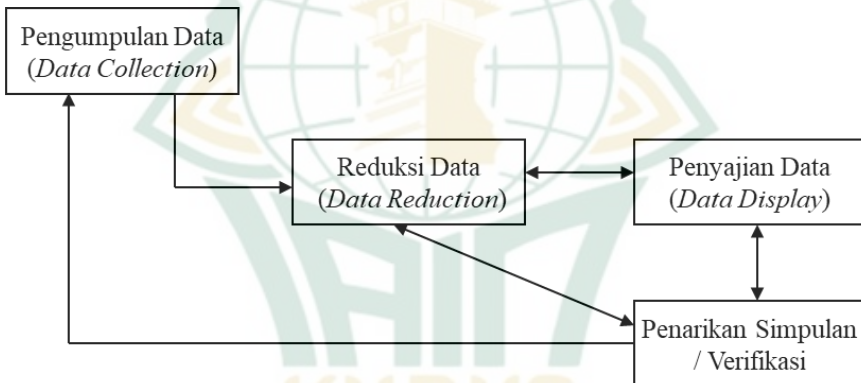 Pengumpulan Data
(Data Collection)
Reduksi Data
(Data Reduction)
Penyajian Data
(Data Display)
Penarikan Simpulan
/ Verifikasi